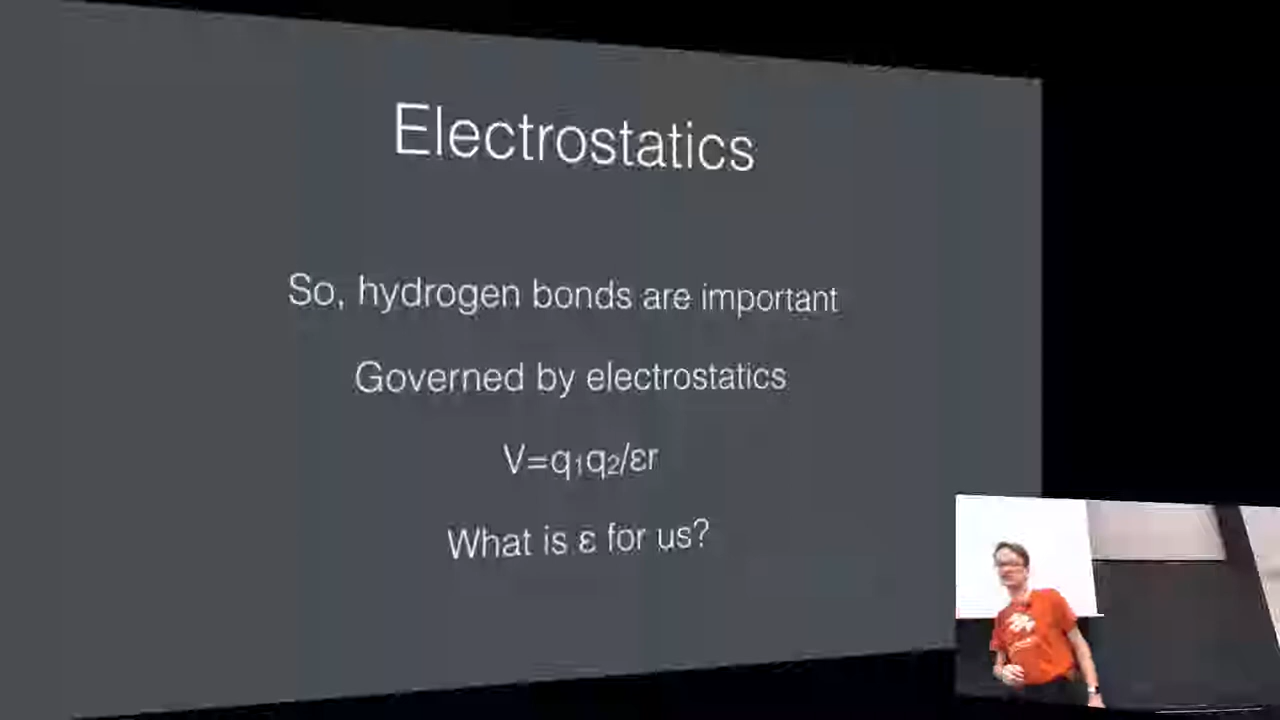 Electrostatics
So, hydrogen bonds are important
Governed by electrostatics
V=q₁q₂/εr
What is ε for us?